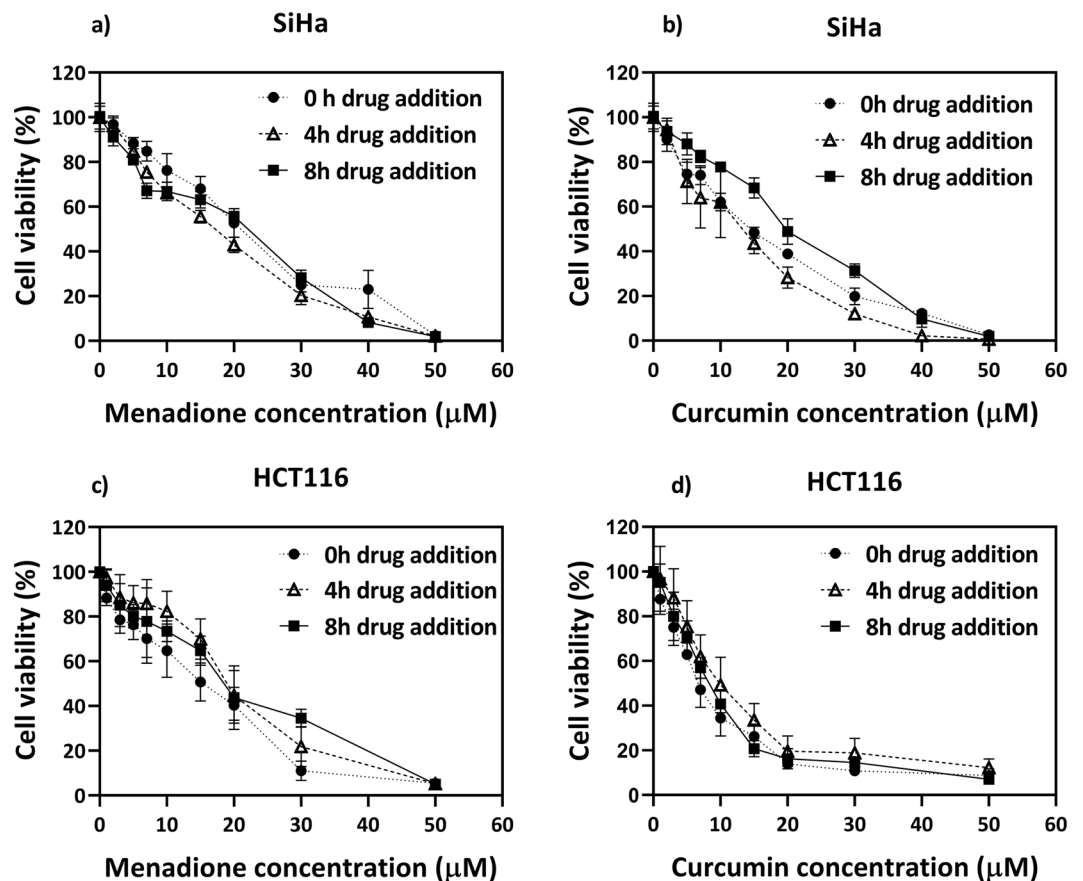 a)
SiHa
120
100
80
60
40
20
0
0 10 20 30 40 50 60
Cell viability (%)
Menadione concentration (μM)
0 h drug addition
4h drug addition
8h drug addition
b)
SiHa
120
100
80
60
40
20
0
0 10 20 30 40 50 60
Cell viability (%)
Curcumin concentration (μM)
0h drug addition
4h drug addition
8h drug addition
c)
HCT116
120
100
80
60
40
20
0
0 10 20 30 40 50 60
Cell viability (%)
Menadione concentration (μM)
0h drug addition
4h drug addition
8h drug addition
d)
HCT116
120
100
80
60
40
20
0
0 10 20 30 40 50 60
Cell viability (%)
Curcumin concentration (μM)
0h drug addition
4h drug addition
8h drug addition